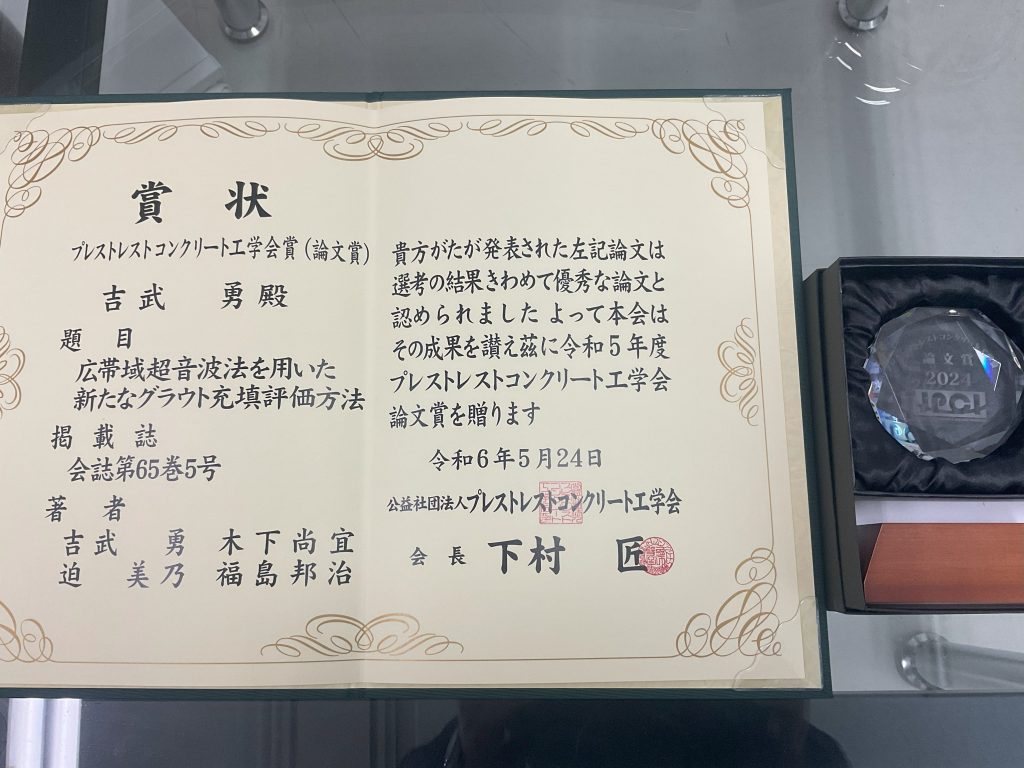 賞 状
プレストレストコンクリート工学会賞（論文賞）
吉武 勇 殿
題 目
広帯域超音波法を用いた
新たなグラウト充填評価方法
掲 載 誌
会誌第65巻5号
著 者
吉武 勇 木下尚宜
迫 美乃 福島邦治
貴方がたが発表された左記論文は
選考の結果きわめて優秀な論文と
認められました よって本会は
その成果を讃え茲に令和5年度
プレストレストコンクリート工学会
論文賞を贈ります
令和6年5月24日
公益社団法人プレストレストコンクリート工学会
会 長 下村 匠
論文賞
2024